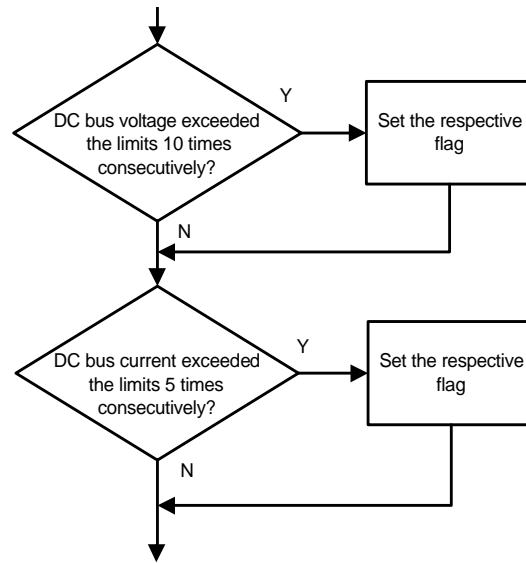 Y
DC bus voltage exceeded
the limits 10 times
consecutively?
Set the respective
flag
N
Y
DC bus current exceeded
the limits 5 times
consecutively?
Set the respective
flag
N